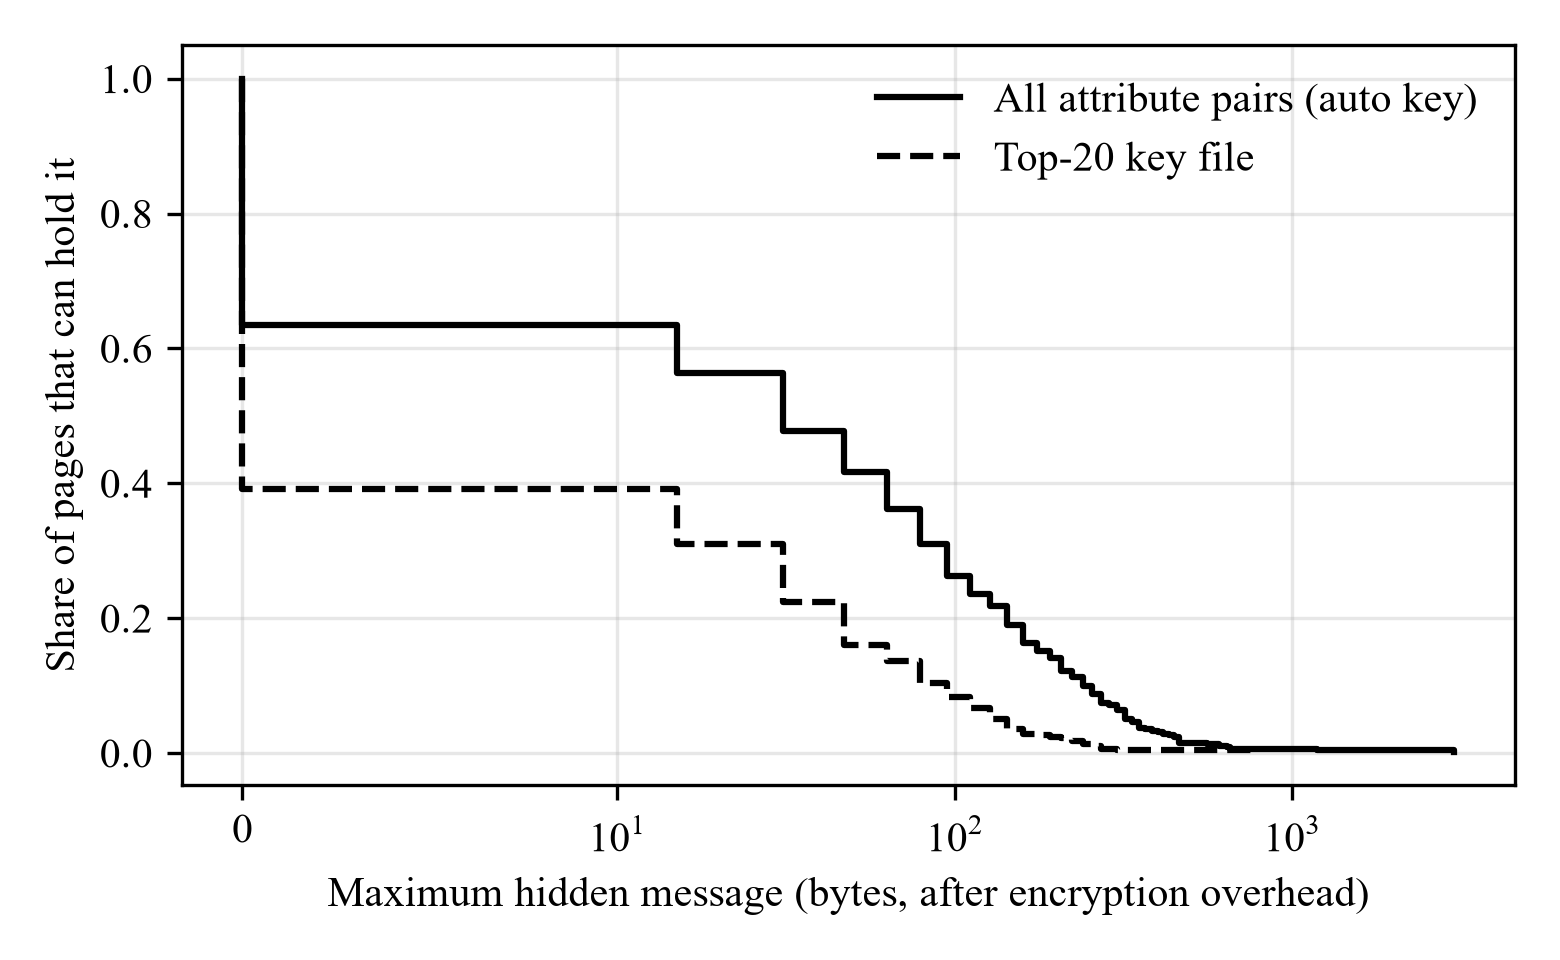 All attribute pairs (auto key)
Top-20 key file
Share of pages that can hold it
1.0
0.8
0.6
0.4
0.2
0.0
0
10¹
10²
10³
Maximum hidden message (bytes, after encryption overhead)